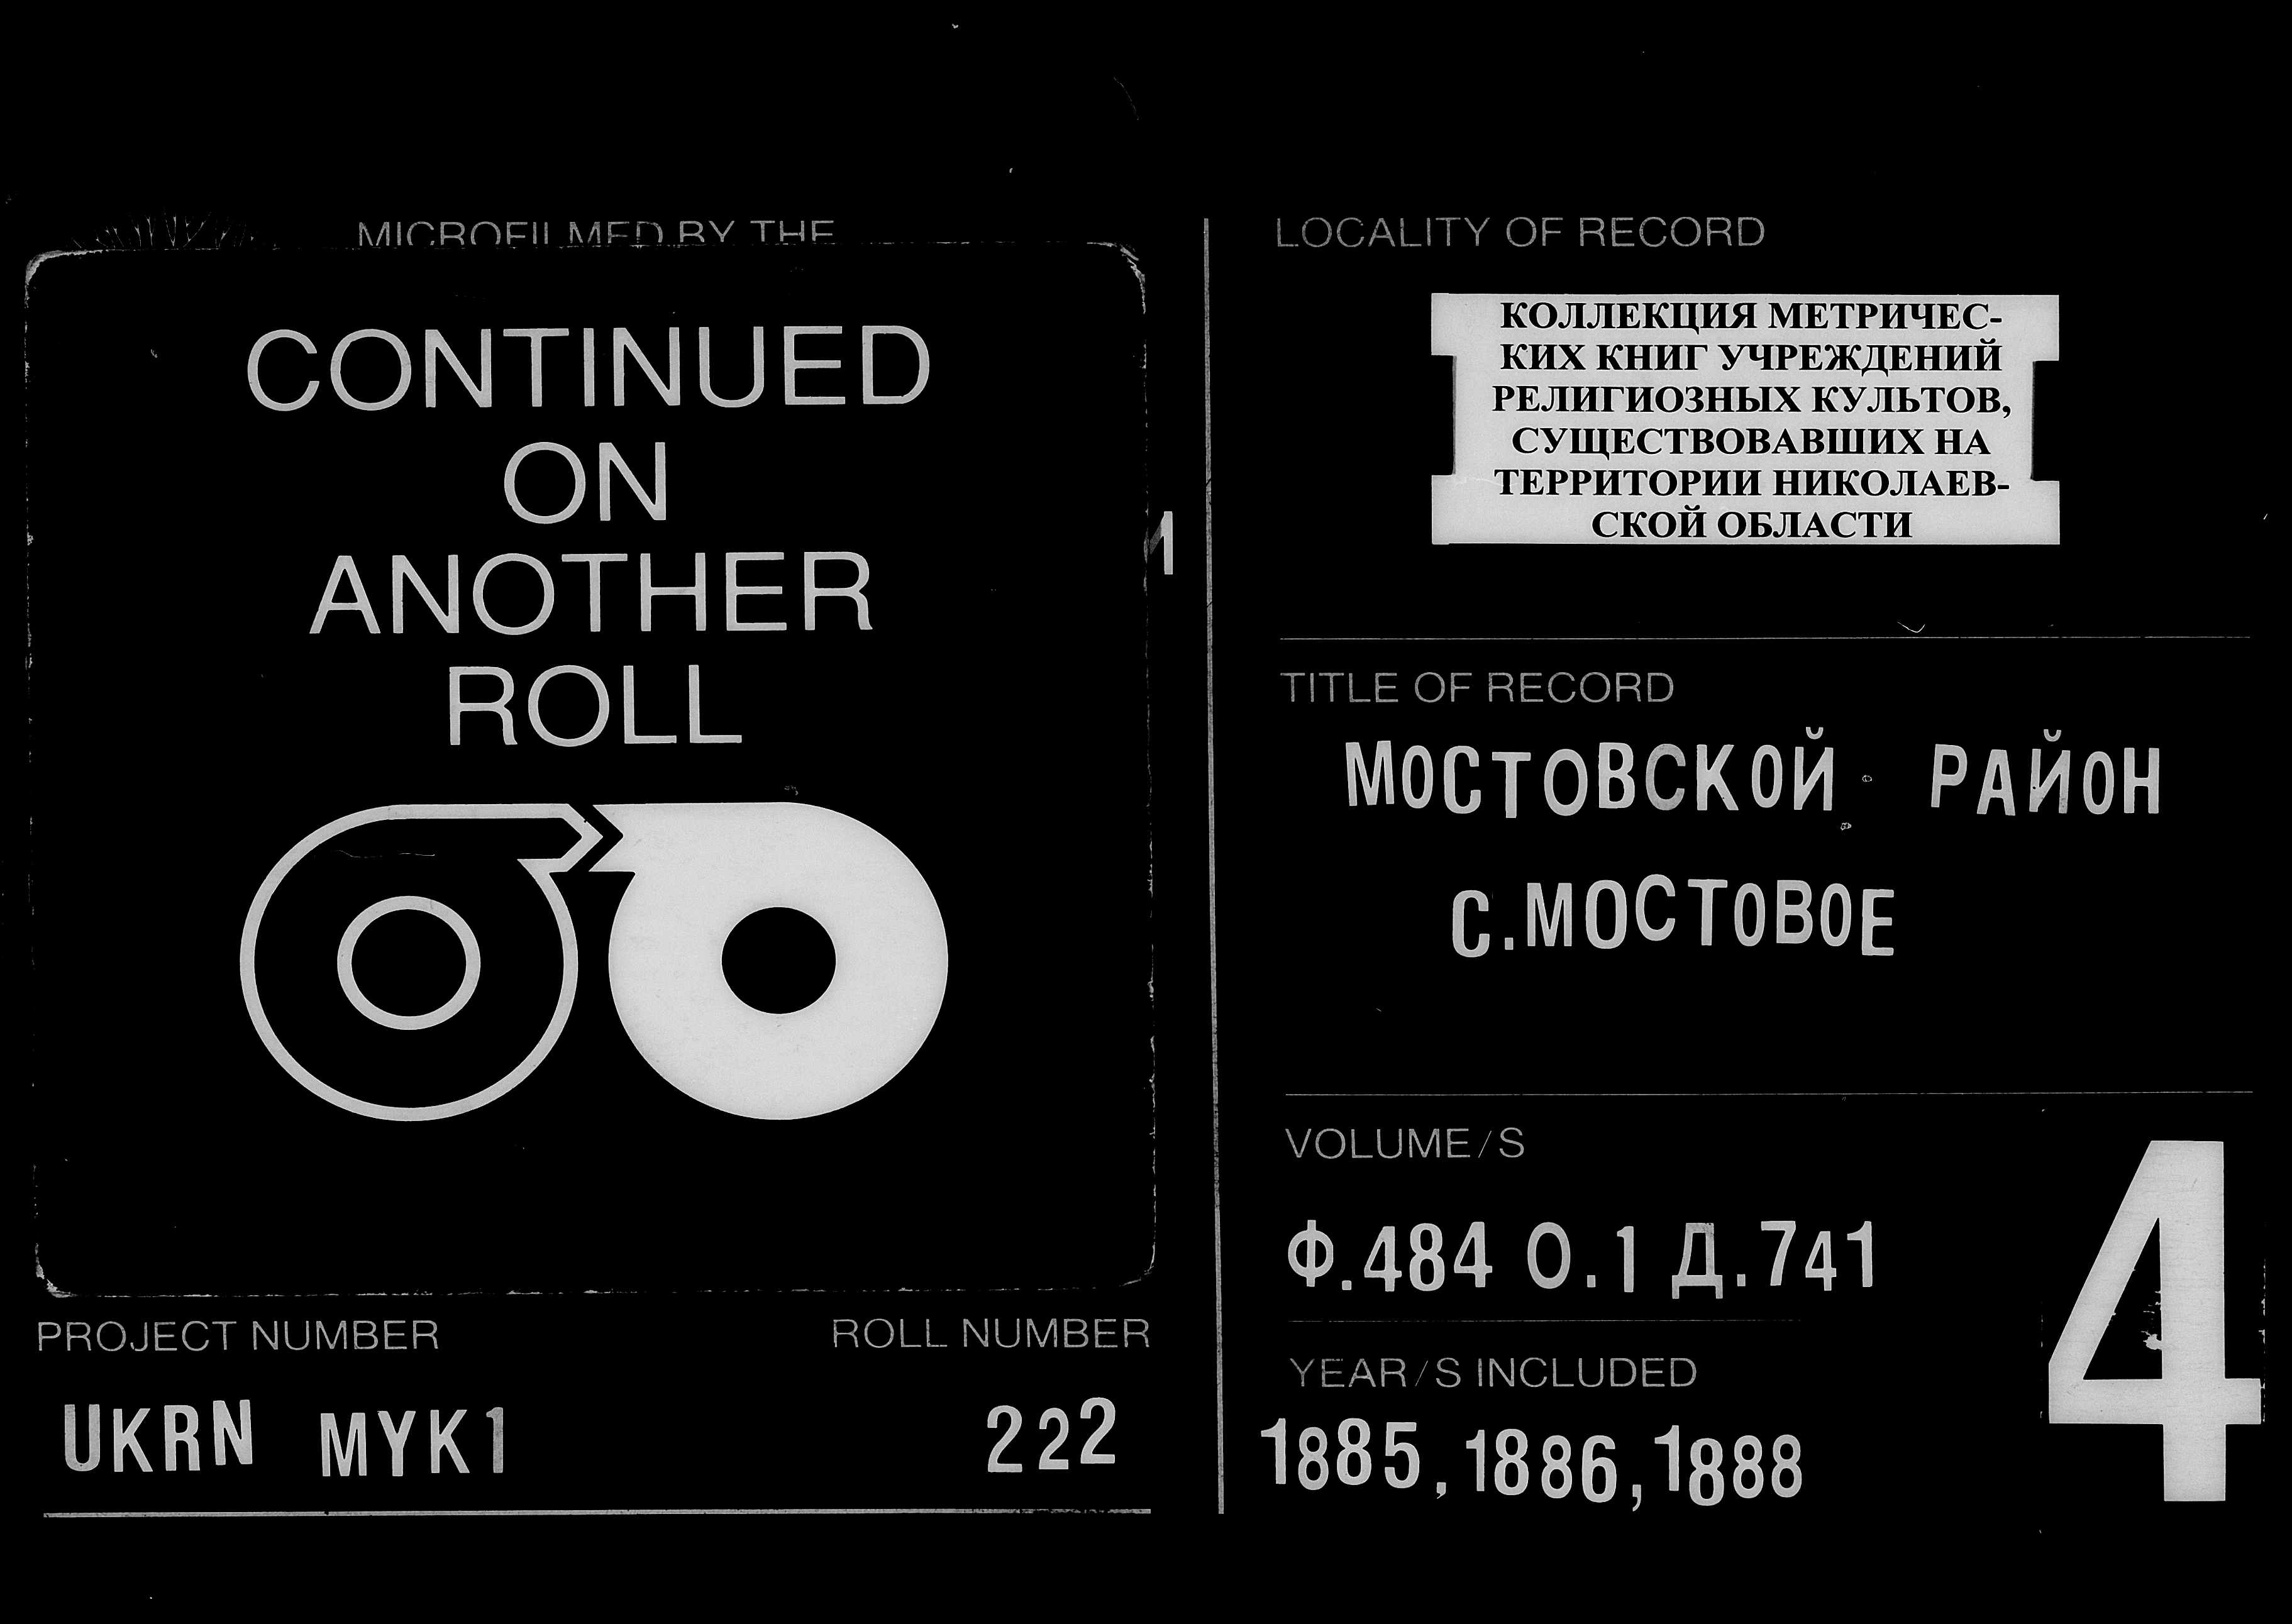 MICROFILMED BY THE
CONTINUED
ON
ANOTHER
ROLL
PROJECT NUMBER
UKRN MYK1
ROLL NUMBER
222
LOCALITY OF RECORD
КОЛЛЕКЦИЯ МЕТРИЧЕС-
КИХ КНИГ УЧРЕЖДЕНИЙ
РЕЛИГИОЗНЫХ КУЛЬТОВ,
СУЩЕСТВОВАВШИХ НА
ТЕРРИТОРИИ НИКОЛАЕВ-
СКОЙ ОБЛАСТИ
TITLE OF RECORD
МОСТОВСКОЙ РАЙОН
С.МОСТОВОЕ
VOLUME/S
Ф.484 О.1 Д.741
YEAR/S INCLUDED
1885,1886,1888
4